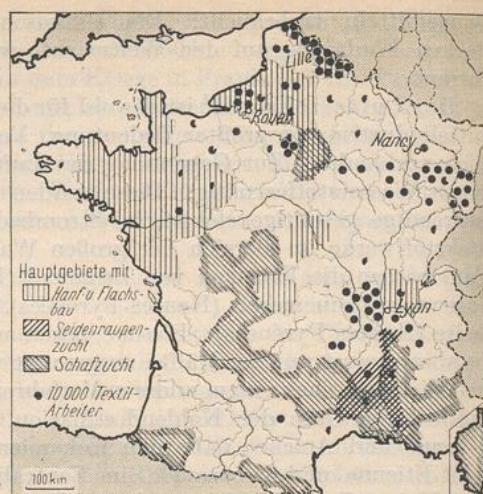 Lille
Rouen
Nancy
Lyon
Hauptgebiete mit:
Hanf-u Flachs-
bau
Seidenraupen-
zucht
Schafzucht
10 000 Textil-
Arbeiter
100 km